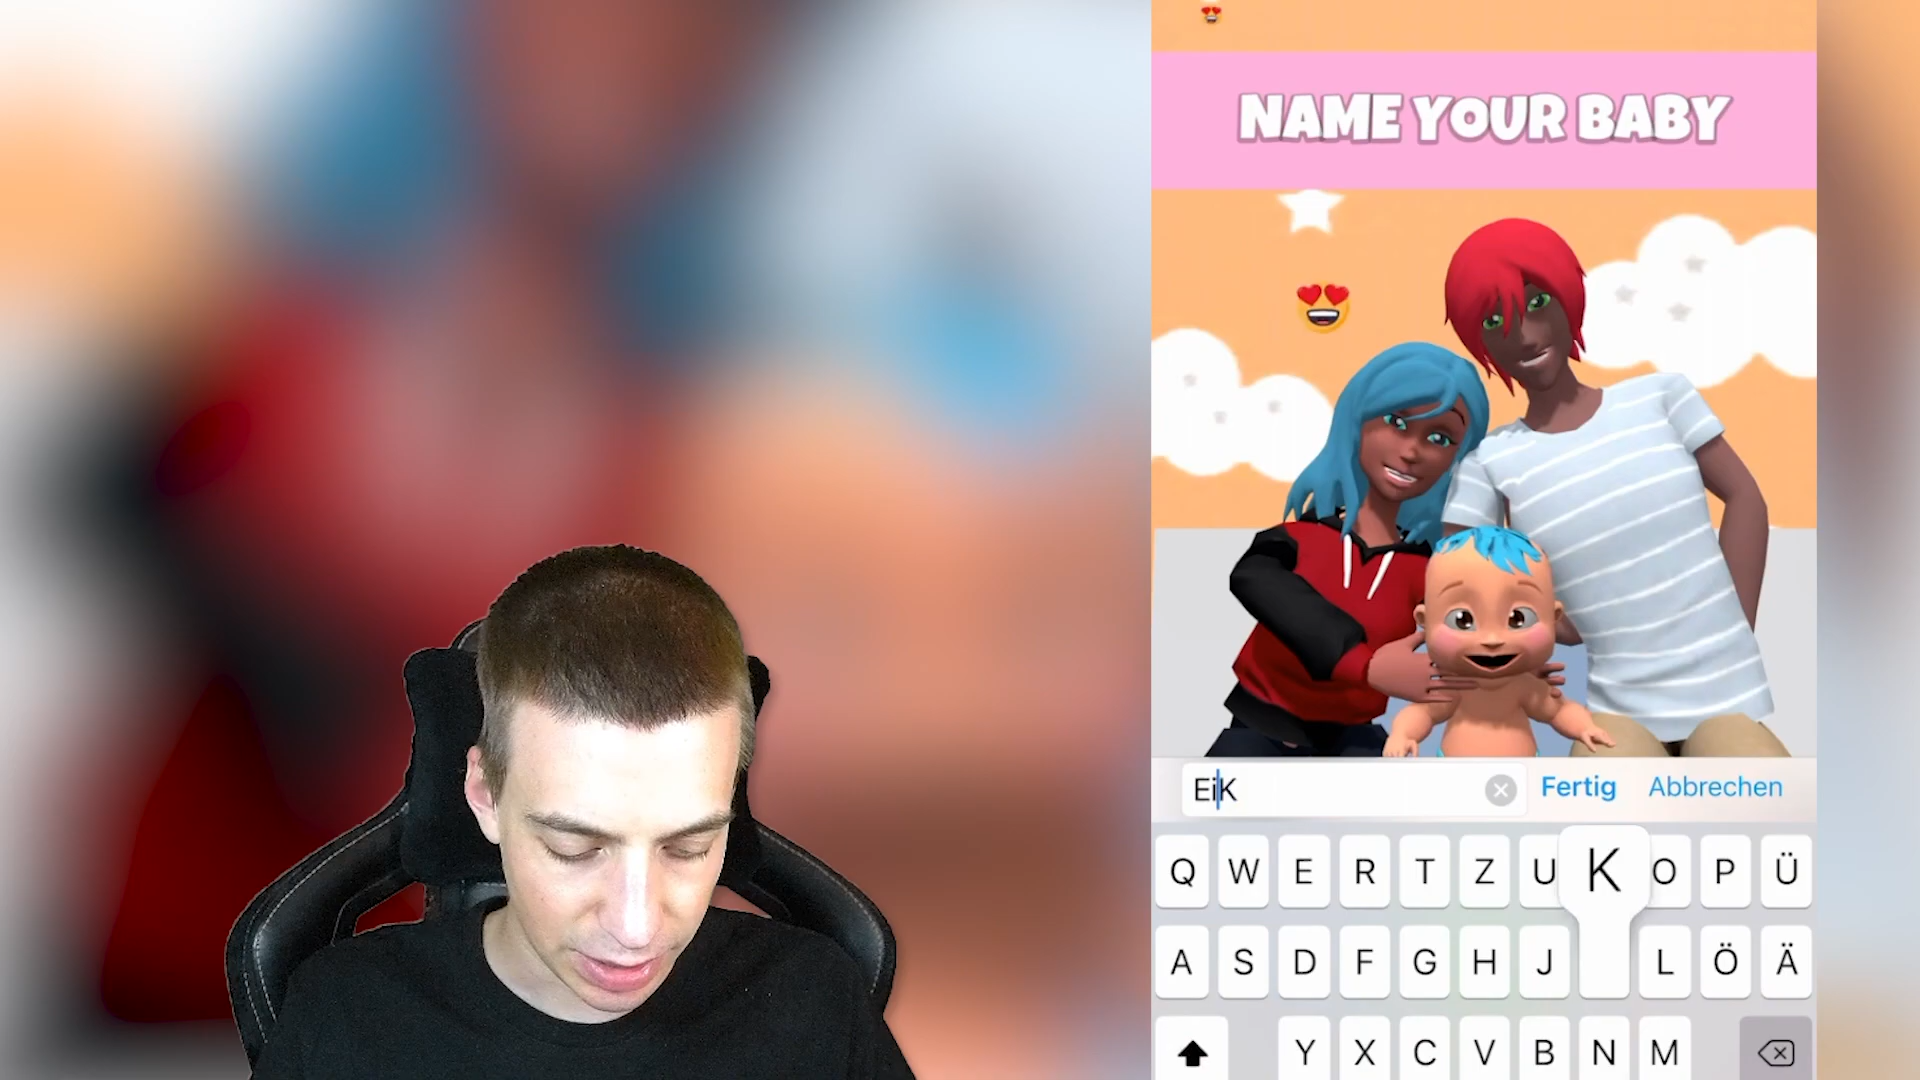 NAME YOUR BABY
EiK
Fertig Abbrechen
Q W E R T Z U K O P Ü
A S D F G H J L Ö Ä
Y X C V B N M